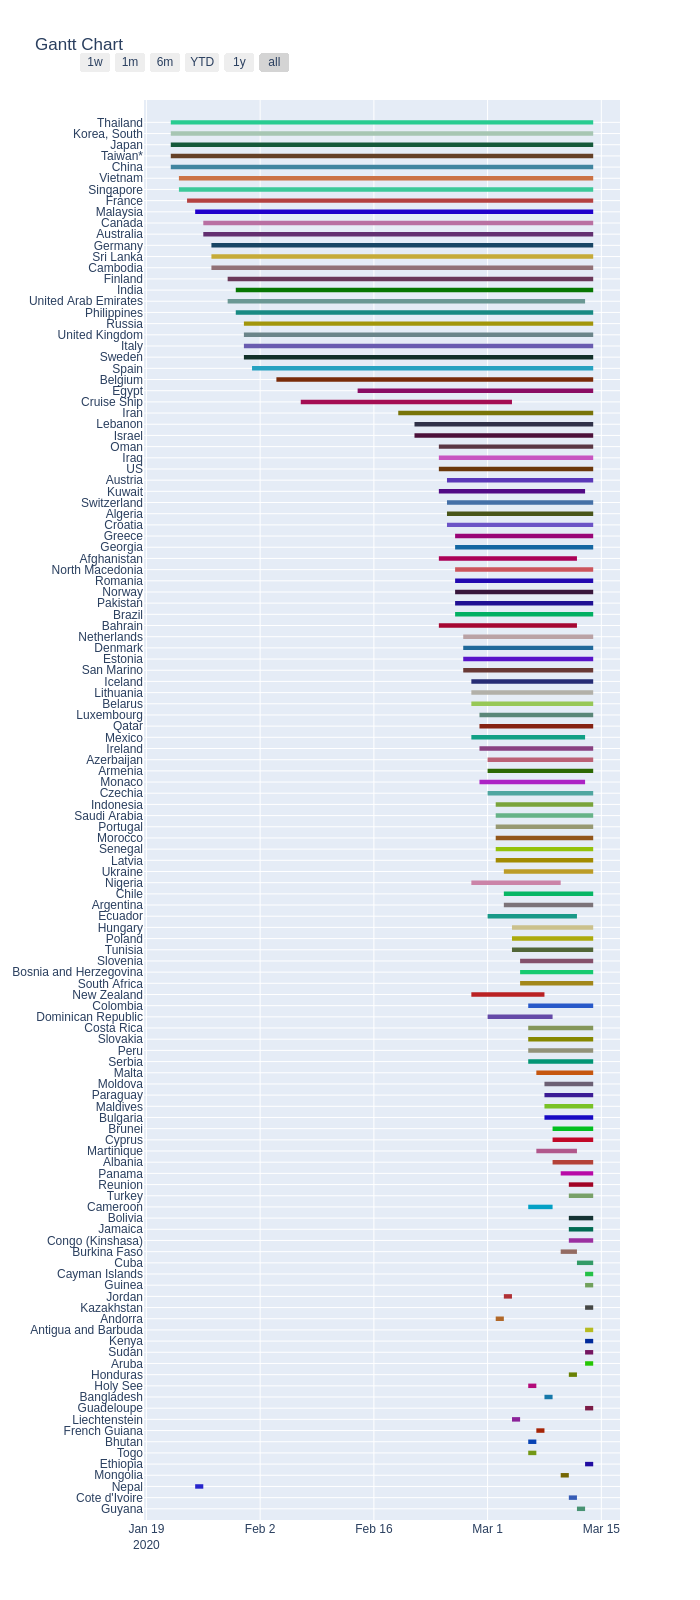 Gantt Chart
1w 1m 6m YTD 1y all
Thailand
Korea, South
Japan
Taiwan*
China
Vietnam
Singapore
France
Malaysia
Canada
Australia
Germany
Sri Lanka
Cambodia
Finland
India
United Arab Emirates
Philippines
Russia
United Kingdom
Italy
Sweden
Spain
Belgium
Egypt
Cruise Ship
Iran
Lebanon
Israel
Oman
Iraq
US
Austria
Kuwait
Switzerland
Algeria
Croatia
Greece
Georgia
Afghanistan
North Macedonia
Romania
Norway
Pakistan
Brazil
Bahrain
Netherlands
Denmark
Estonia
San Marino
Iceland
Lithuania
Belarus
Luxembourg
Qatar
Mexico
Ireland
Azerbaijan
Armenia
Monaco
Czechia
Indonesia
Saudi Arabia
Portugal
Morocco
Senegal
Latvia
Ukraine
Nigeria
Chile
Argentina
Ecuador
Hungary
Poland
Tunisia
Slovenia
Bosnia and Herzegovina
South Africa
New Zealand
Colombia
Dominican Republic
Costa Rica
Slovakia
Peru
Serbia
Malta
Moldova
Paraguay
Maldives
Bulgaria
Brunei
Cyprus
Martinique
Albania
Panama
Reunion
Turkey
Cameroon
Bolivia
Jamaica
Congo (Kinshasa)
Burkina Faso
Cuba
Cayman Islands
Guinea
Jordan
Kazakhstan
Andorra
Antigua and Barbuda
Kenya
Sudan
Aruba
Honduras
Holy See
Bangladesh
Guadeloupe
Liechtenstein
French Guiana
Bhutan
Togo
Ethiopia
Mongolia
Nepal
Cote d'Ivoire
Guyana
Jan 19 Feb 2 Feb 16 Mar 1 Mar 15
2020